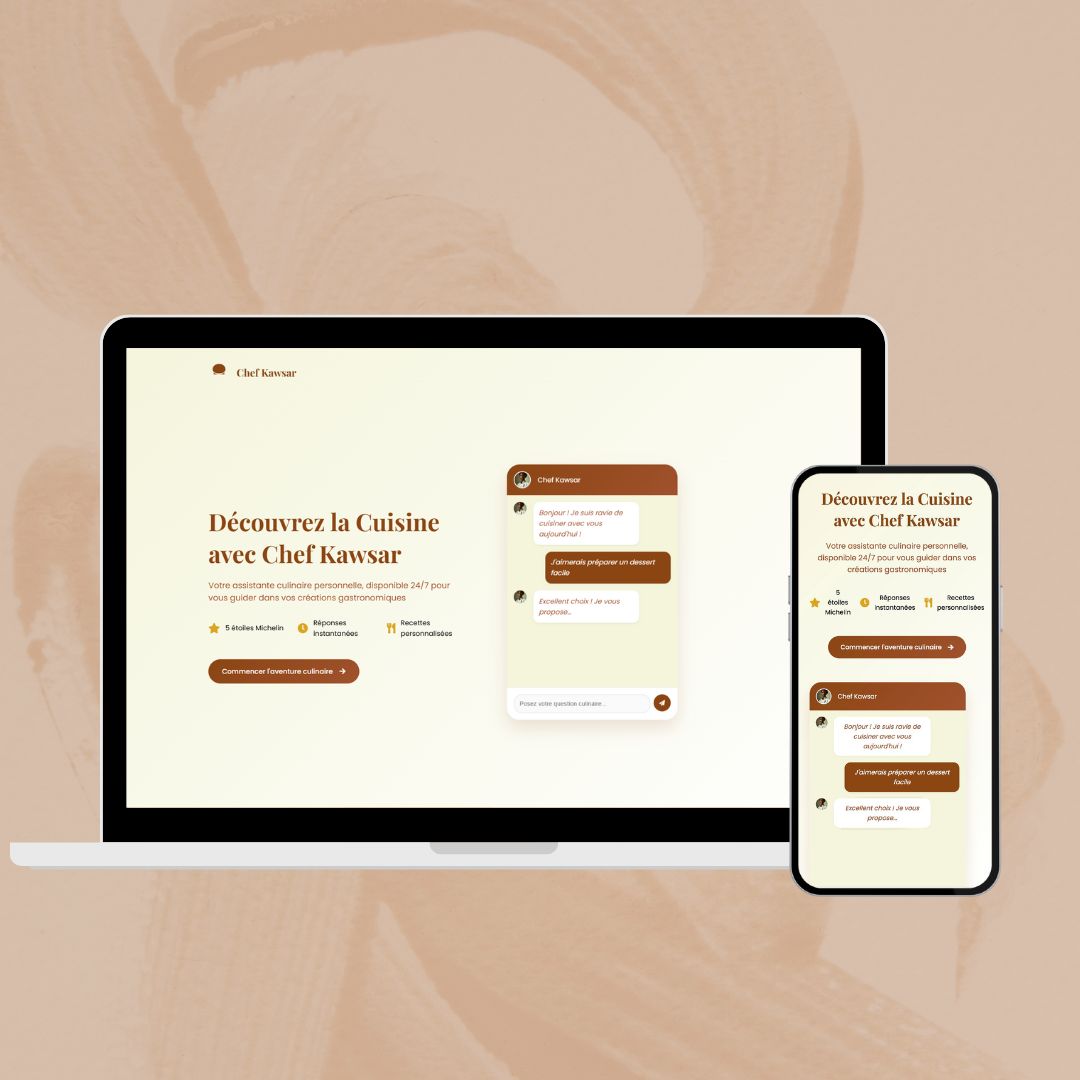 Chef Kawsar
Découvrez la Cuisine
avec Chef Kawsar
Votre assistante culinaire personnelle, disponible 24/7 pour
vous guider dans vos créations gastronomiques
5 étoiles Michelin
Réponses
instantanées
Recettes
personnalisées
Commencer l'aventure culinaire
Chef Kawsar
Bonjour ! Je suis ravie de
cuisiner avec vous
aujourd'hui !
J'aimerais préparer un dessert
facile
Excellent choix ! Je vous
propose...
Posez votre question culinaire...
Découvrez la Cuisine
avec Chef Kawsar
Votre assistante culinaire personnelle,
disponible 24/7 pour vous guider dans vos
créations gastronomiques
5
étoiles
Michelin
Réponses
instantanées
Recettes
personnalisées
Commencer l'aventure culinaire
Chef Kawsar
Bonjour ! Je suis ravie de
cuisiner avec vous
aujourd'hui !
J'aimerais préparer un dessert
facile
Excellent choix ! Je vous
propose...